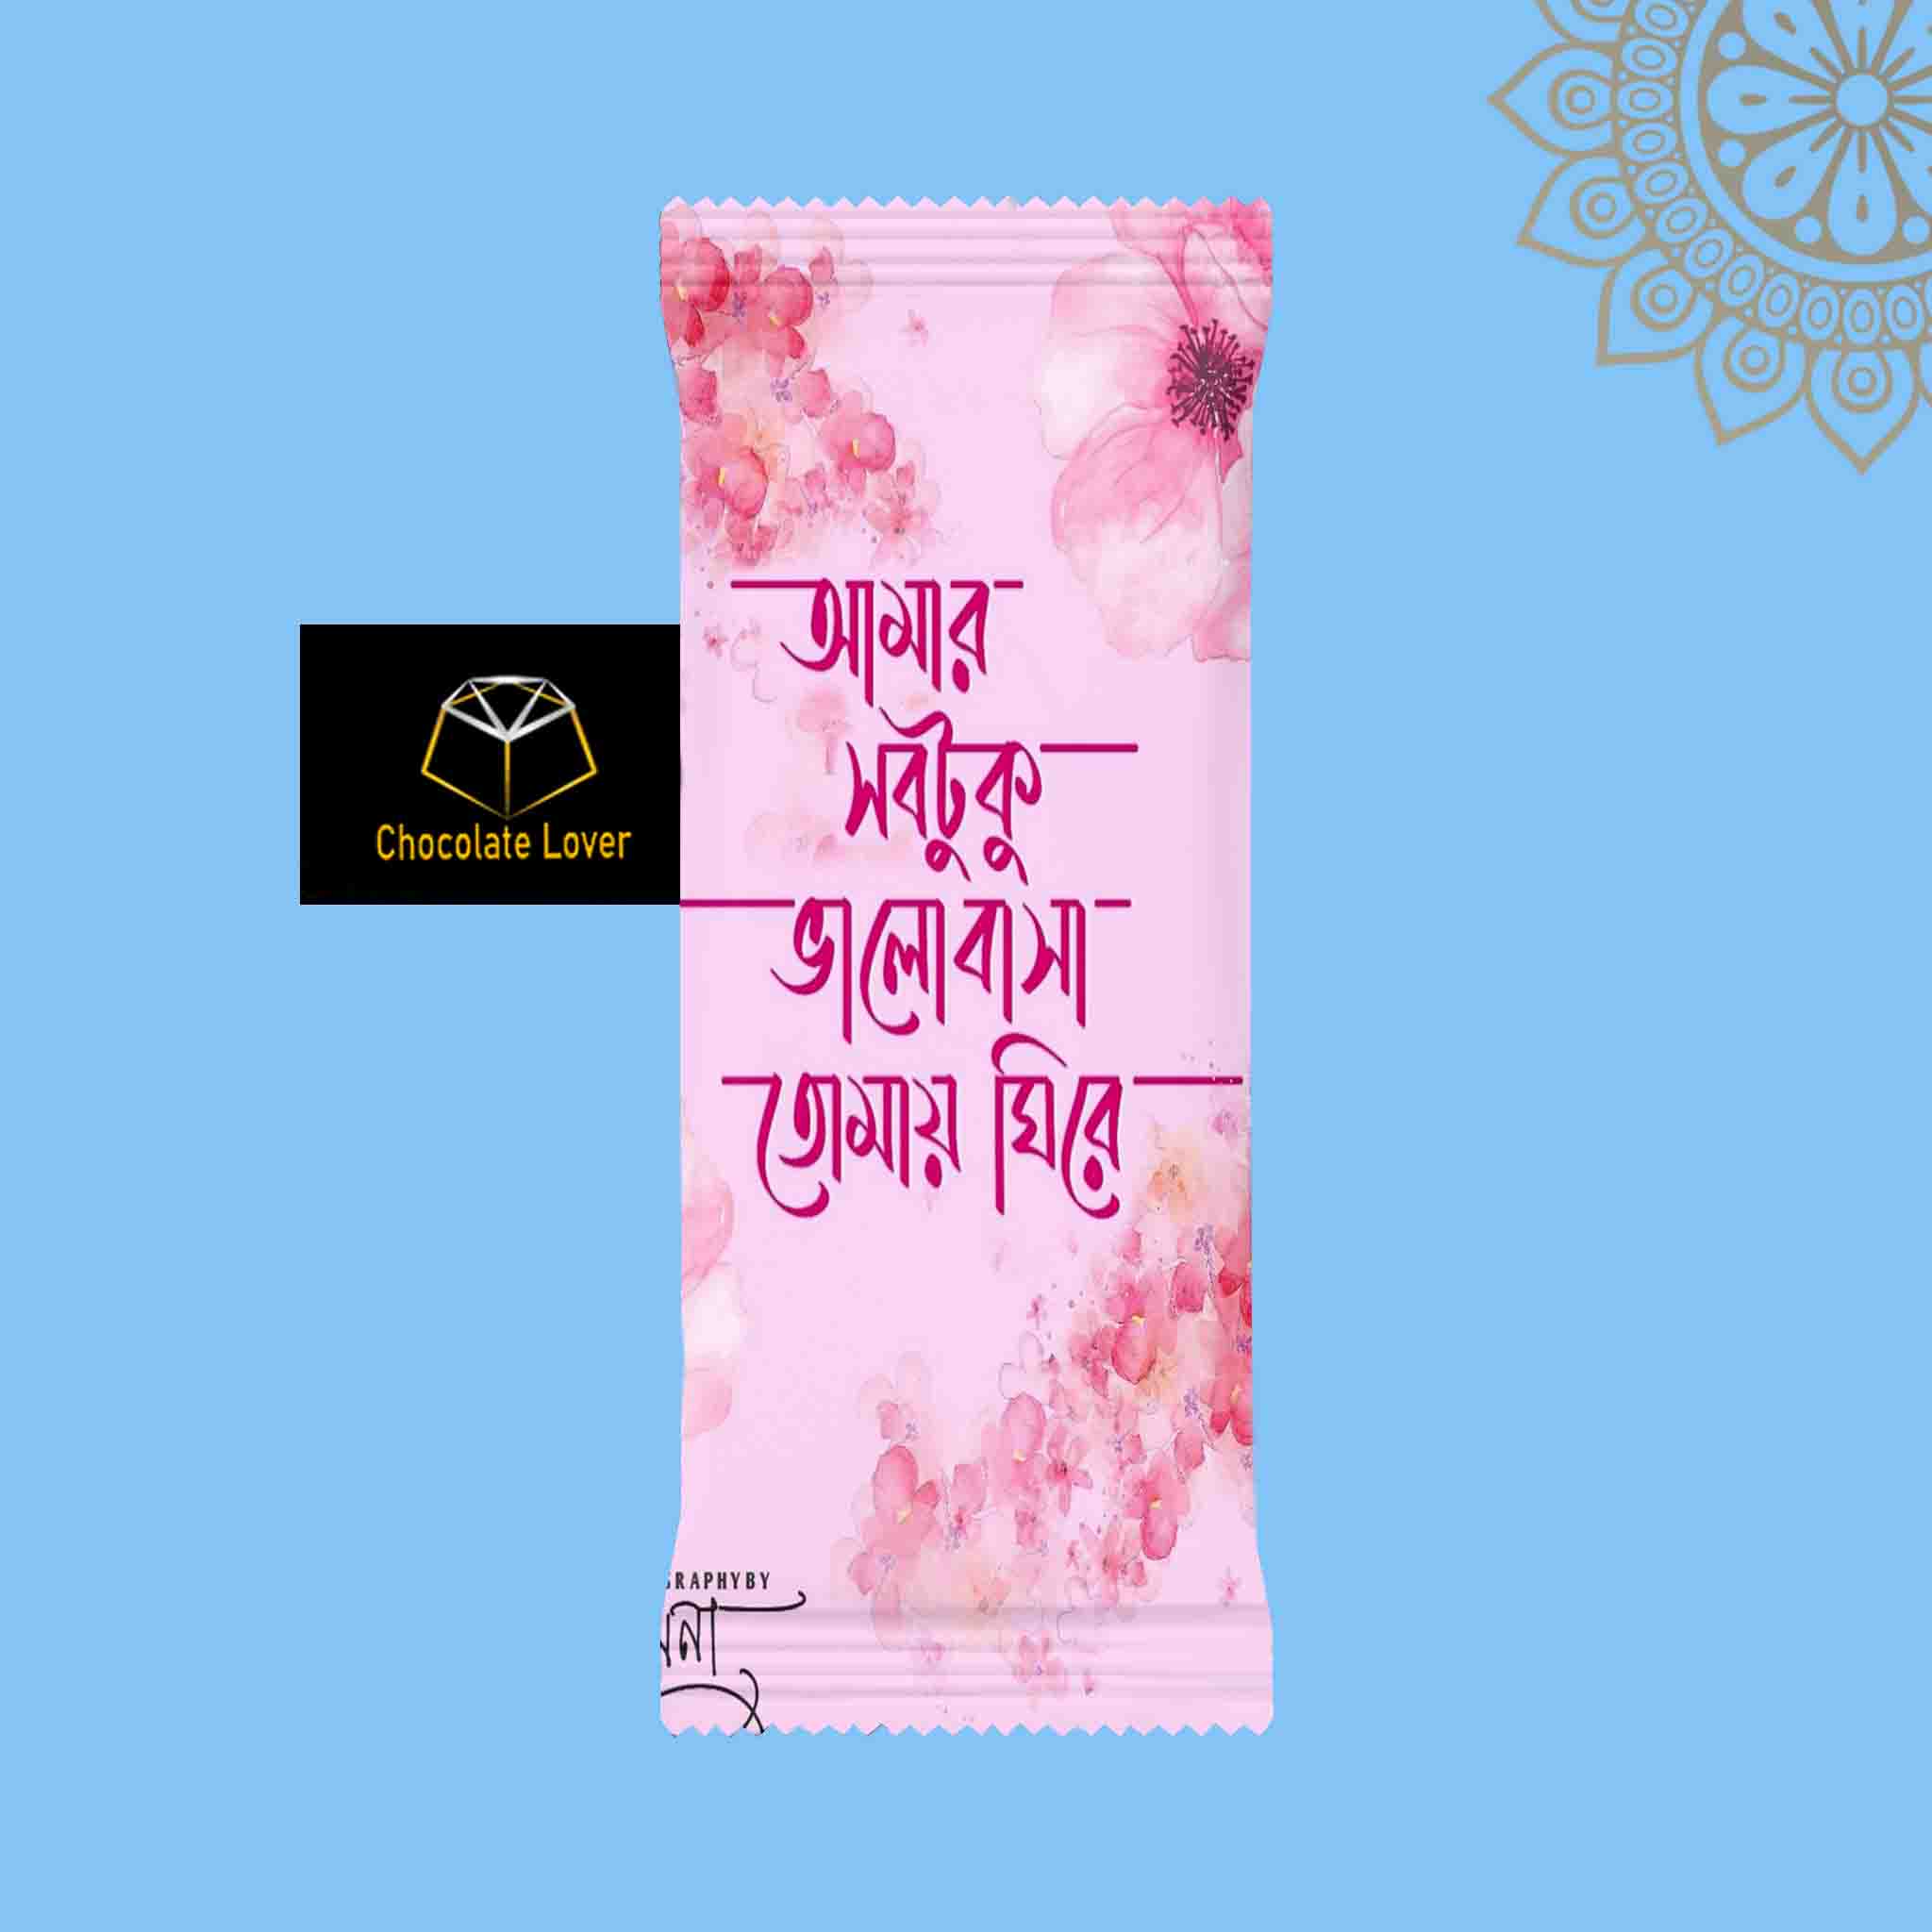 আমার
সবটুকু
ভালোবাসা
তোমায় ঘিরে
Chocolate Lover
GRAPHYBY